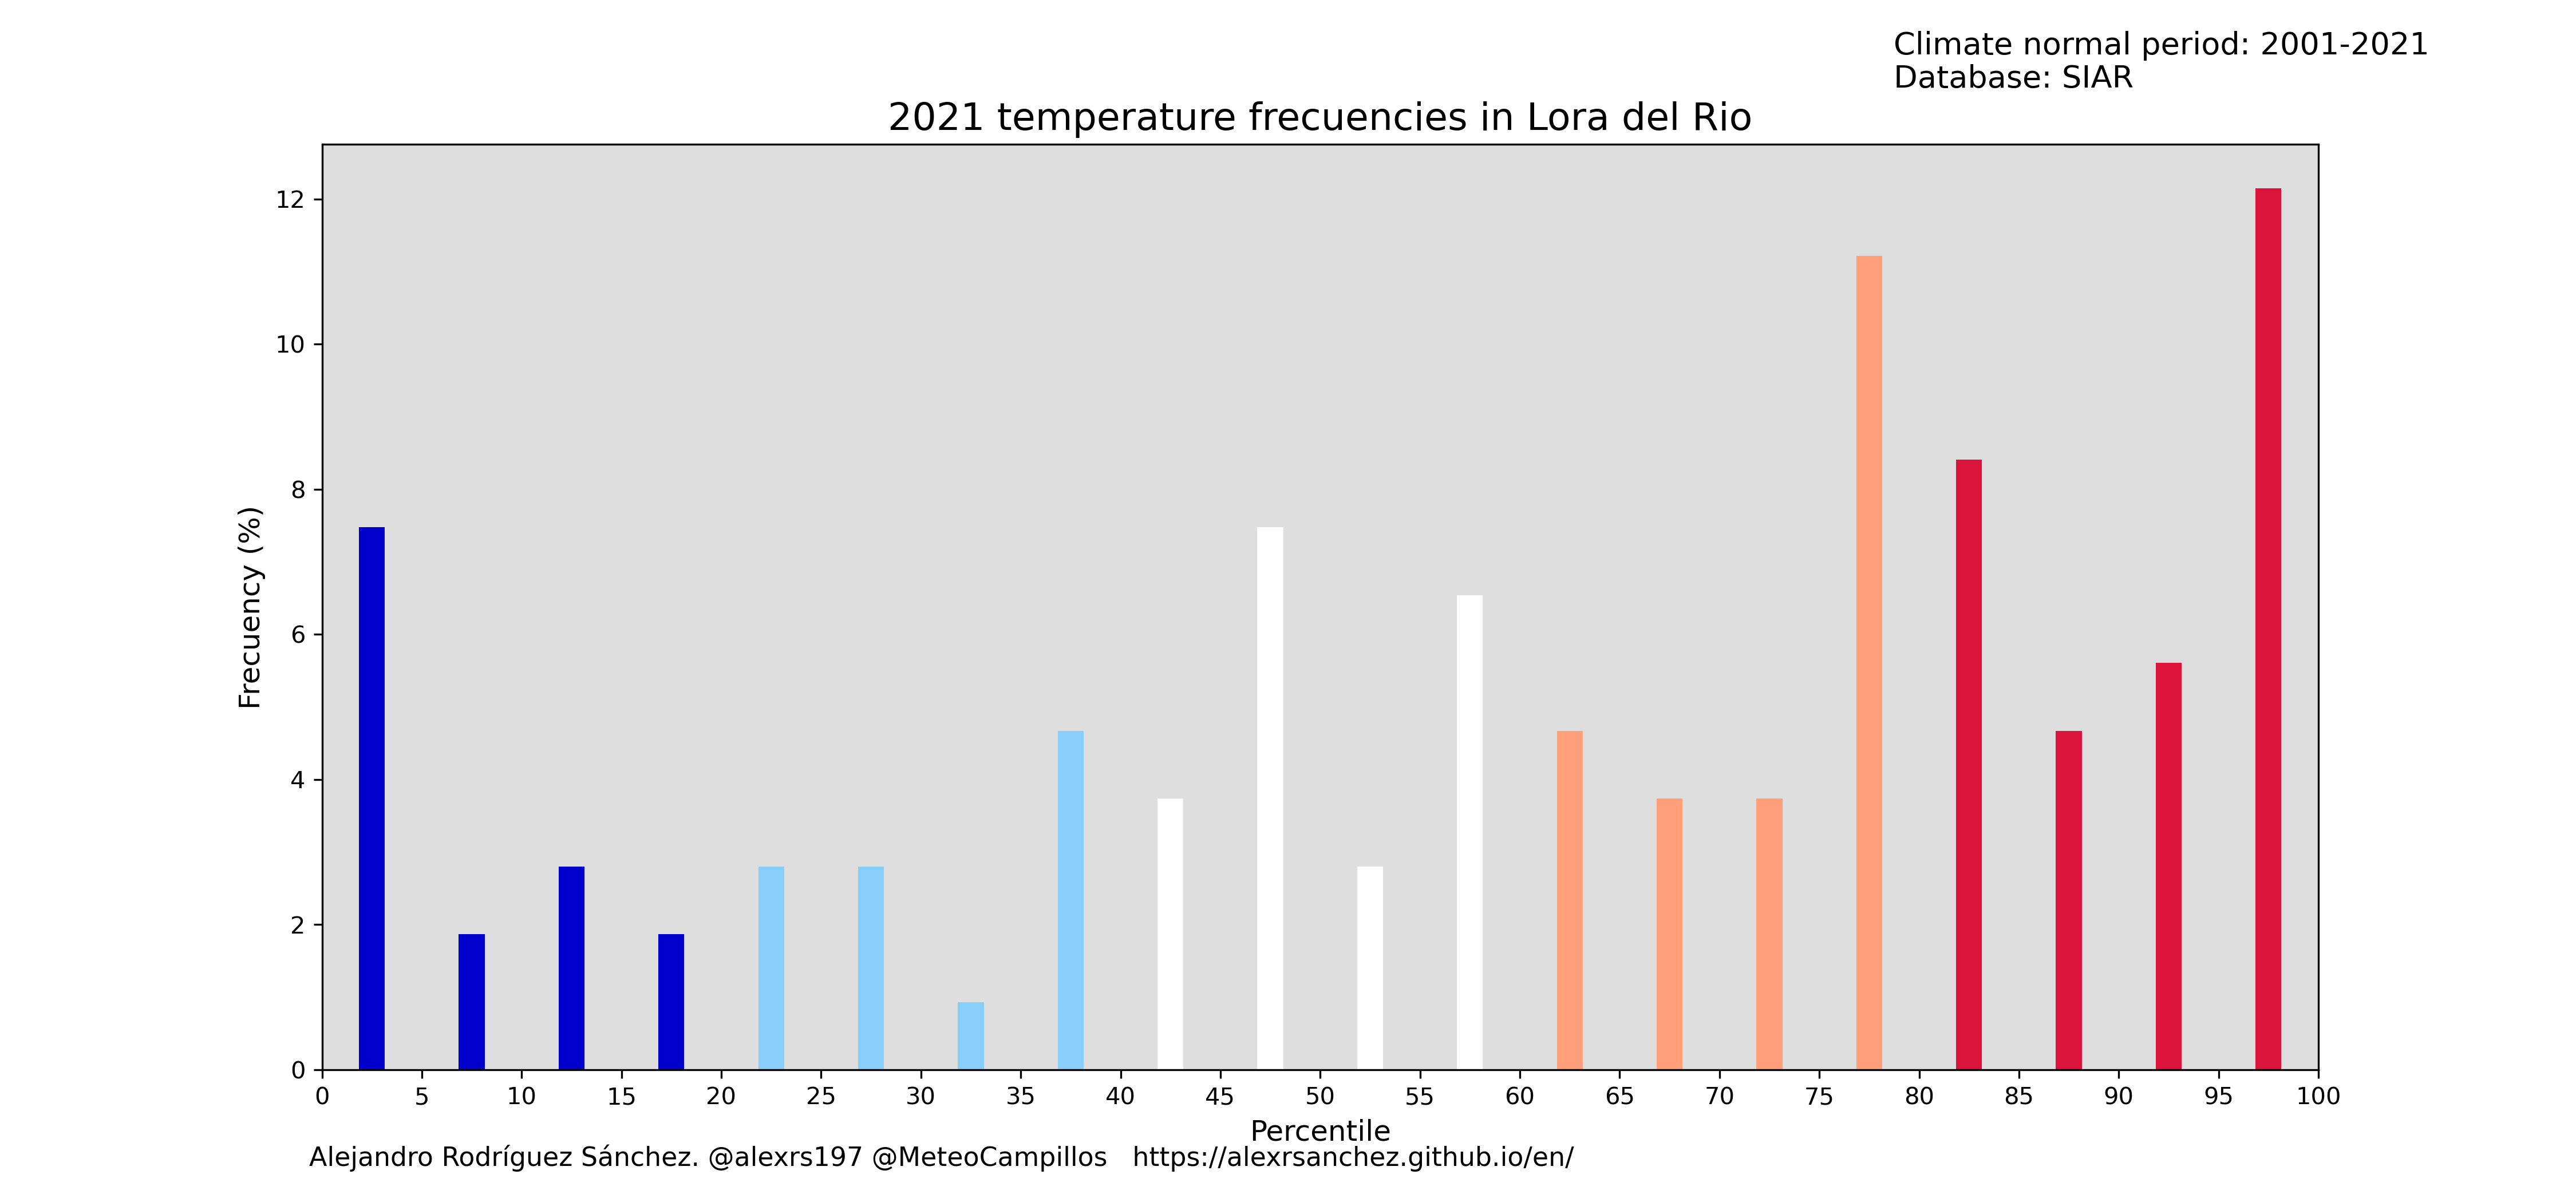 Climate normal period: 2001-2021
Database: SIAR
2021 temperature frecuencies in Lora del Rio
12
10
8
6
4
2
0
Frecuency (%)
0 5 10 15 20 25 30 35 40 45 50 55 60 65 70 75 80 85 90 95 100
Percentile
Alejandro Rodríguez Sánchez. @alexrs197 @MeteoCampillos https://alexrsanchez.github.io/en/